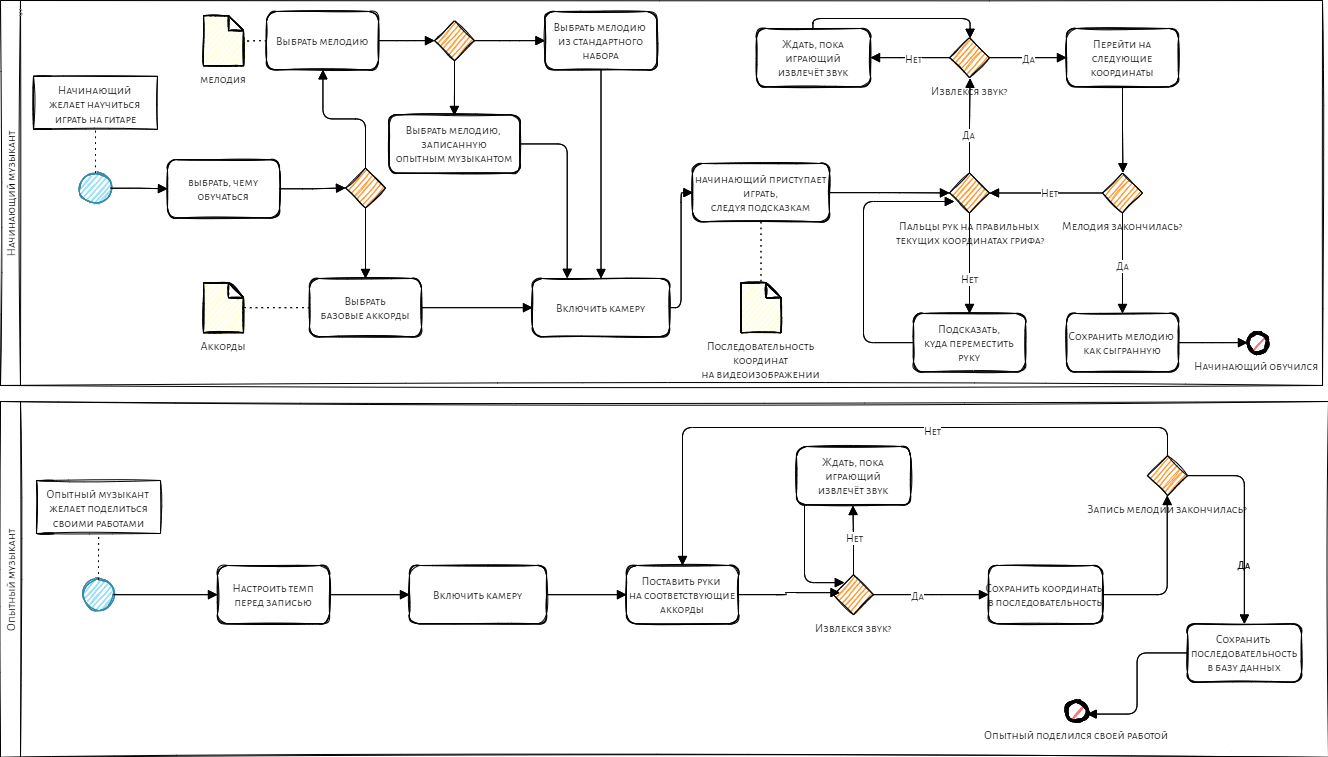 Начинающий музыкант
Начинающий
желает научиться
играть на гитаре
мелодия
Выбрать мелодию
Выбрать мелодию
из стандартного
набора
Выбрать мелодию,
записанную
опытным музыкантом
выбрать, чему
обучаться
Аккорды
Выбрать
базовые аккорды
Включить камеру
начинающий приступает
играть,
следуя подсказкам
Последовательность
координат
на видеоизображении
Ждать, пока
играющий
извлечёт звук
Нет
Извлекся звук?
Да
Перейти на
следующие
координаты
Да
Пальцы рук на правильных
текущих координатах грифа?
Нет
Мелодия закончилась?
Нет
Да
Подсказать,
куда переместить
руку
Сохранить мелодию
как сыгранную
Начинающий обучился
Опытный музыкант
Опытный музыкант
желает поделиться
своими работами
Настроить темп
перед записью
Включить камеру
Поставить руки
на соответствующие
аккорды
Нет
Ждать, пока
играющий
извлечёт звук
Нет
Извлекся звук?
Да
Сохранить координаты
в последовательность
Запись мелодии закончилась?
Да
Сохранить
последовательность
в базу данных
Опытный поделился своей работой